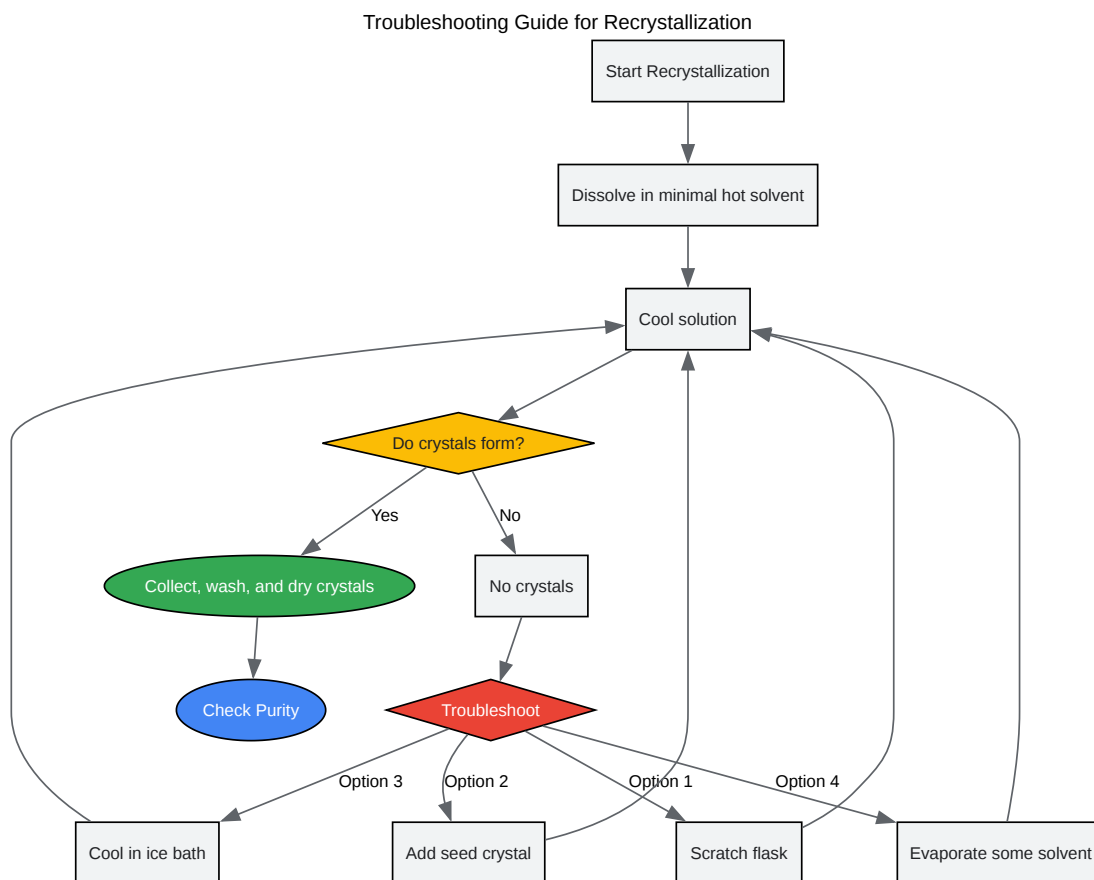 Troubleshooting Guide for Recrystallization
Start Recrystallization
Dissolve in minimal hot solvent
Cool solution
Do crystals form?
Yes
No
Collect, wash, and dry crystals
No crystals
Check Purity
Troubleshoot
Option 3
Option 2
Option 1
Option 4
Cool in ice bath
Add seed crystal
Scratch flask
Evaporate some solvent